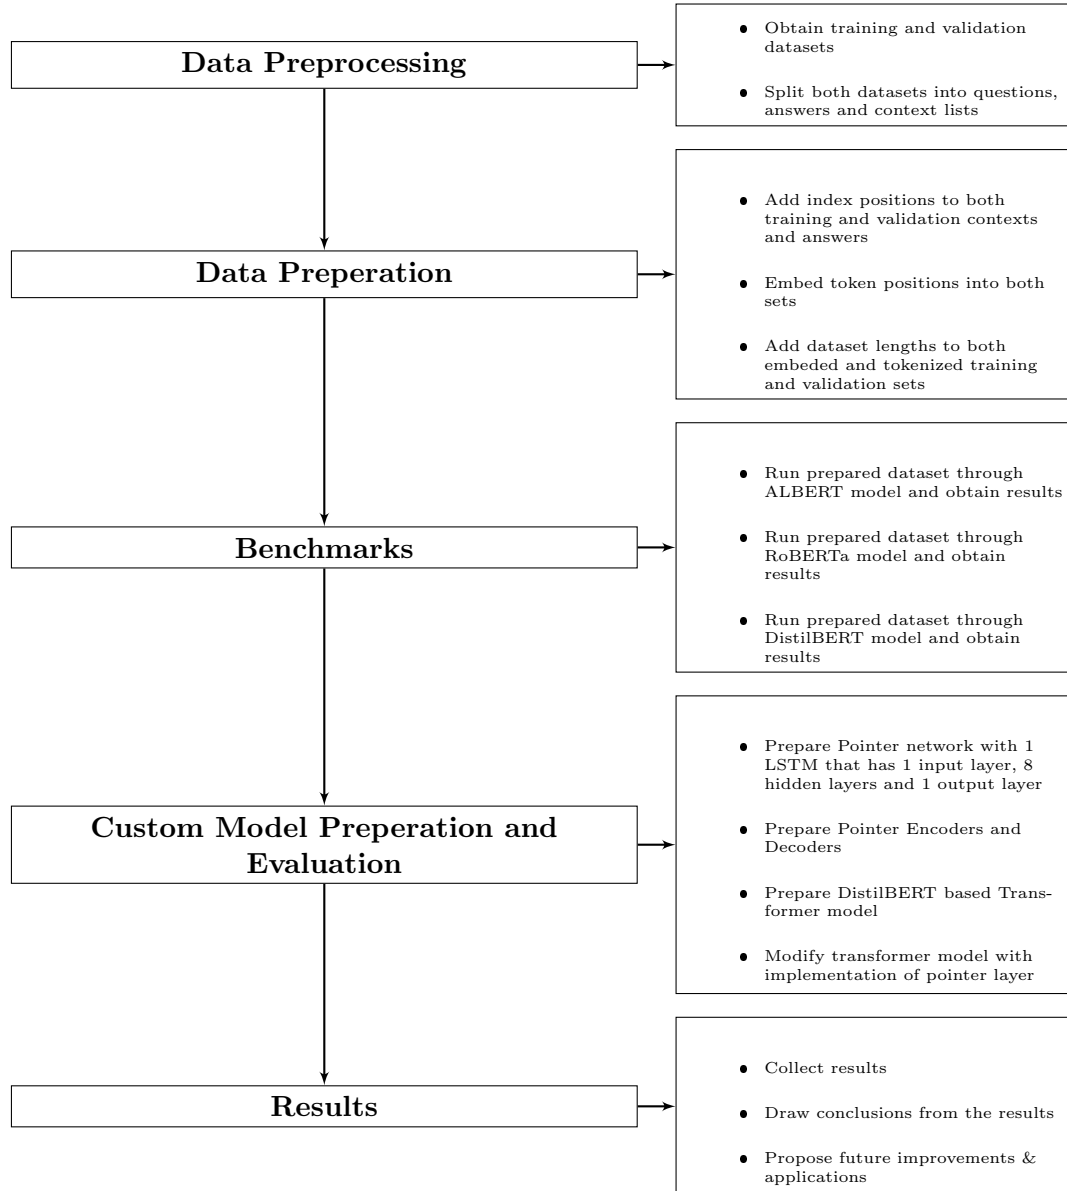 Data Preprocessing
• Obtain training and validation
datasets
• Split both datasets into questions,
answers and context lists
Data Preperation
• Add index positions to both
training and validation contexts
and answers
• Embed token positions into both
sets
• Add dataset lengths to both
embeded and tokenized training
and validation sets
Benchmarks
• Run prepared dataset through
ALBERT model and obtain results
• Run prepared dataset through
RoBERTa model and obtain
results
• Run prepared dataset through
DistilBERT model and obtain
results
Custom Model Preperation and
Evaluation
• Prepare Pointer network with 1
LSTM that has 1 input layer, 8
hidden layers and 1 output layer
• Prepare Pointer Encoders and
Decoders
• Prepare DistilBERT based Trans-
former model
• Modify transformer model with
implementation of pointer layer
Results
• Collect results
• Draw conclusions from the results
• Propose future improvements &
applications